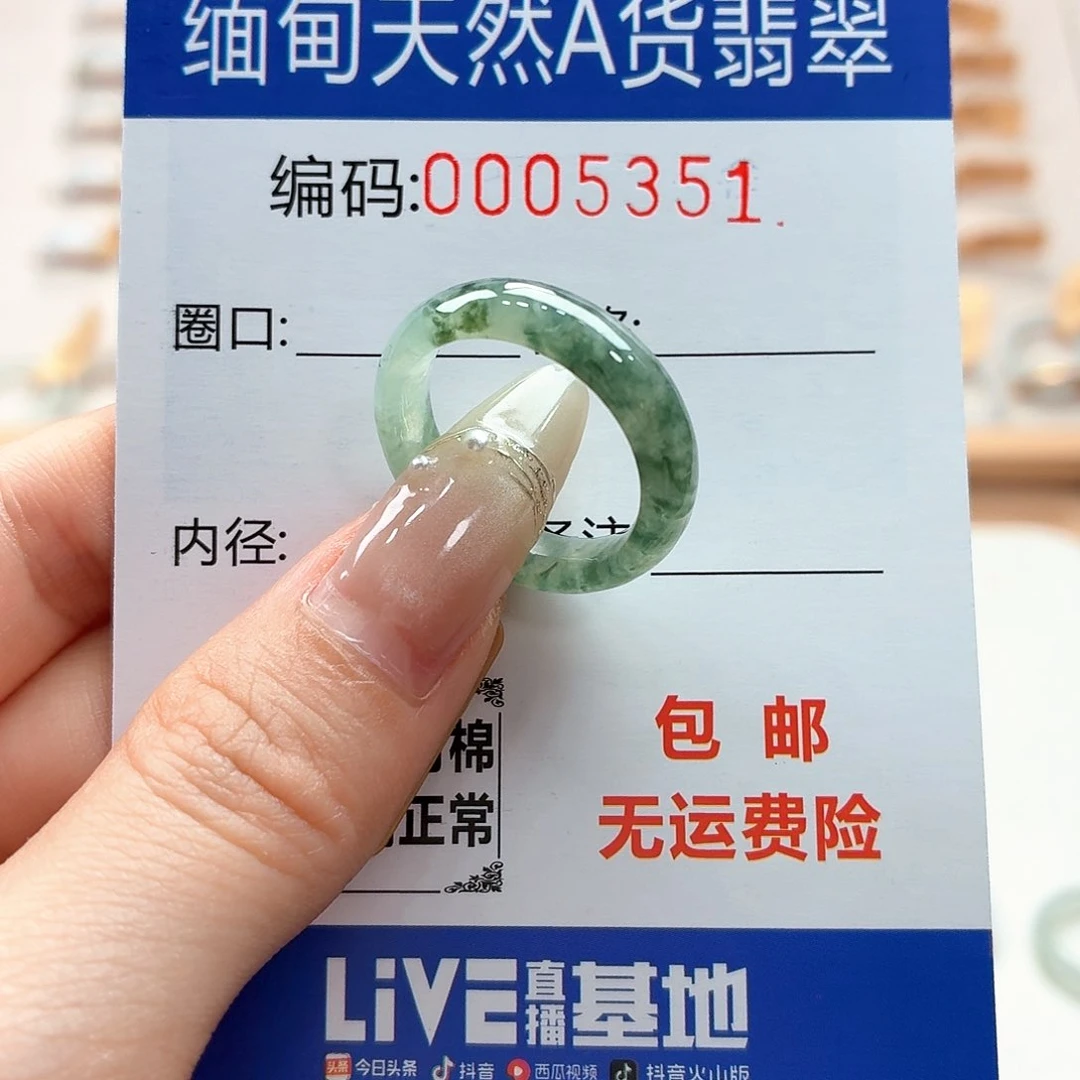 缅甸天然A货翡翠
编码:0005351.
圈口:
内径:
棉
正常
包 邮
无运费险
LiVE直播基地
头条 今日头条 抖音 西瓜视频 抖音火山版